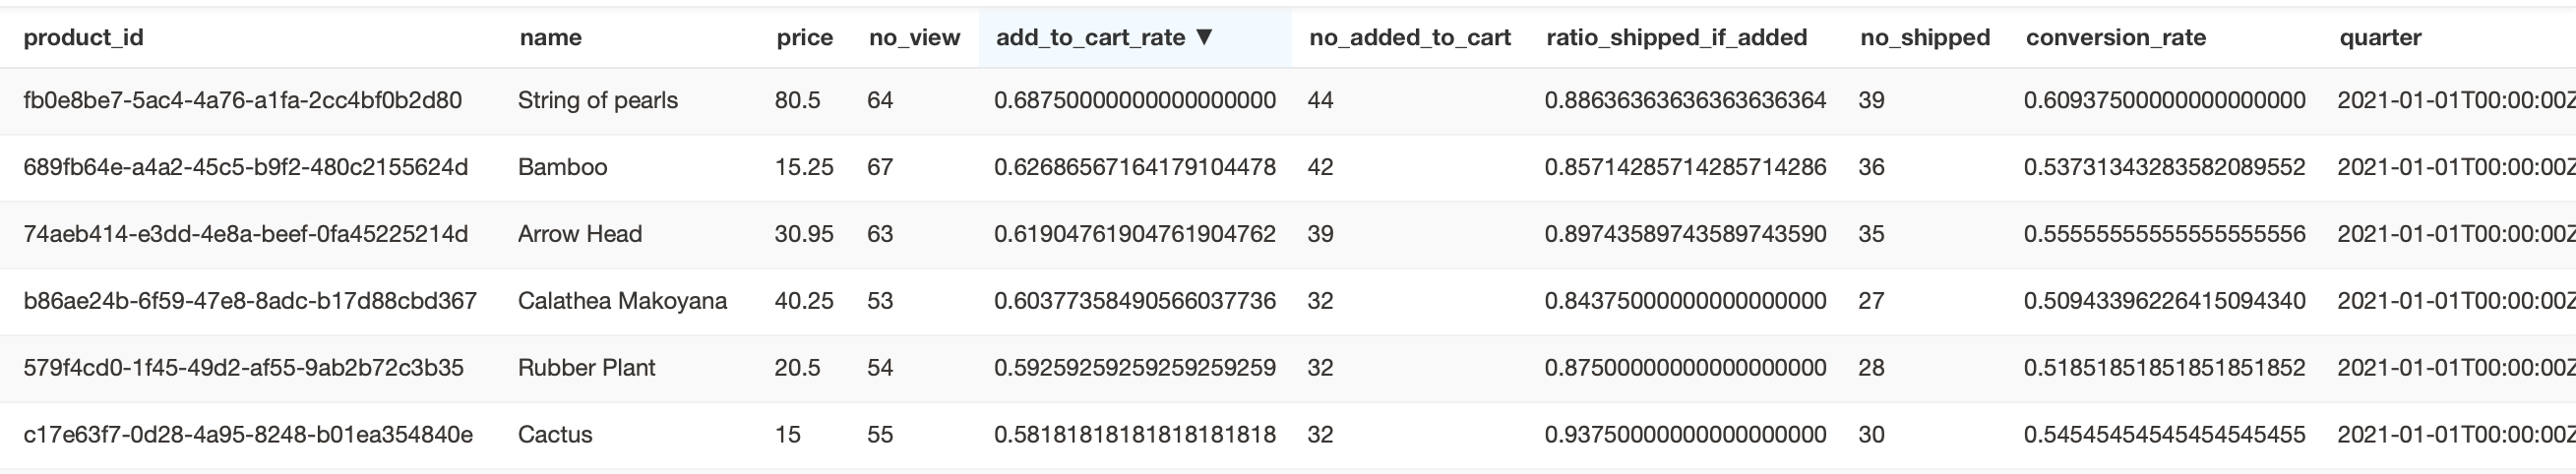 product_id name price no_view add_to_cart_rate ▼ no_added_to_cart ratio_shipped_if_added no_shipped conversion_rate quarter
fb0e8be7-5ac4-4a76-a1fa-2cc4bf0b2d80 String of pearls 80.5 64 0.68750000000000000000 44 0.88636363636363636364 39 0.60937500000000000000 2021-01-01T00:00:00Z
689fb64e-a4a2-45c5-b9f2-480c2155624d Bamboo 15.25 67 0.62686567164179104478 42 0.85714285714285714286 36 0.53731343283582089552 2021-01-01T00:00:00Z
74aeb414-e3dd-4e8a-beef-0fa45225214d Arrow Head 30.95 63 0.61904761904761904762 39 0.89743589743589743590 35 0.55555555555555555556 2021-01-01T00:00:00Z
b86ae24b-6f59-47e8-8adc-b17d88cbd367 Calathea Makoyana 40.25 53 0.60377358490566037736 32 0.84375000000000000000 27 0.50943396226415094340 2021-01-01T00:00:00Z
579f4cd0-1f45-49d2-af55-9ab2b72c3b35 Rubber Plant 20.5 54 0.59259259259259259259 32 0.87500000000000000000 28 0.51851851851851851852 2021-01-01T00:00:00Z
c17e63f7-0d28-4a95-8248-b01ea354840e Cactus 15 55 0.58181818181818181818 32 0.93750000000000000000 30 0.54545454545454545455 2021-01-01T00:00:00Z